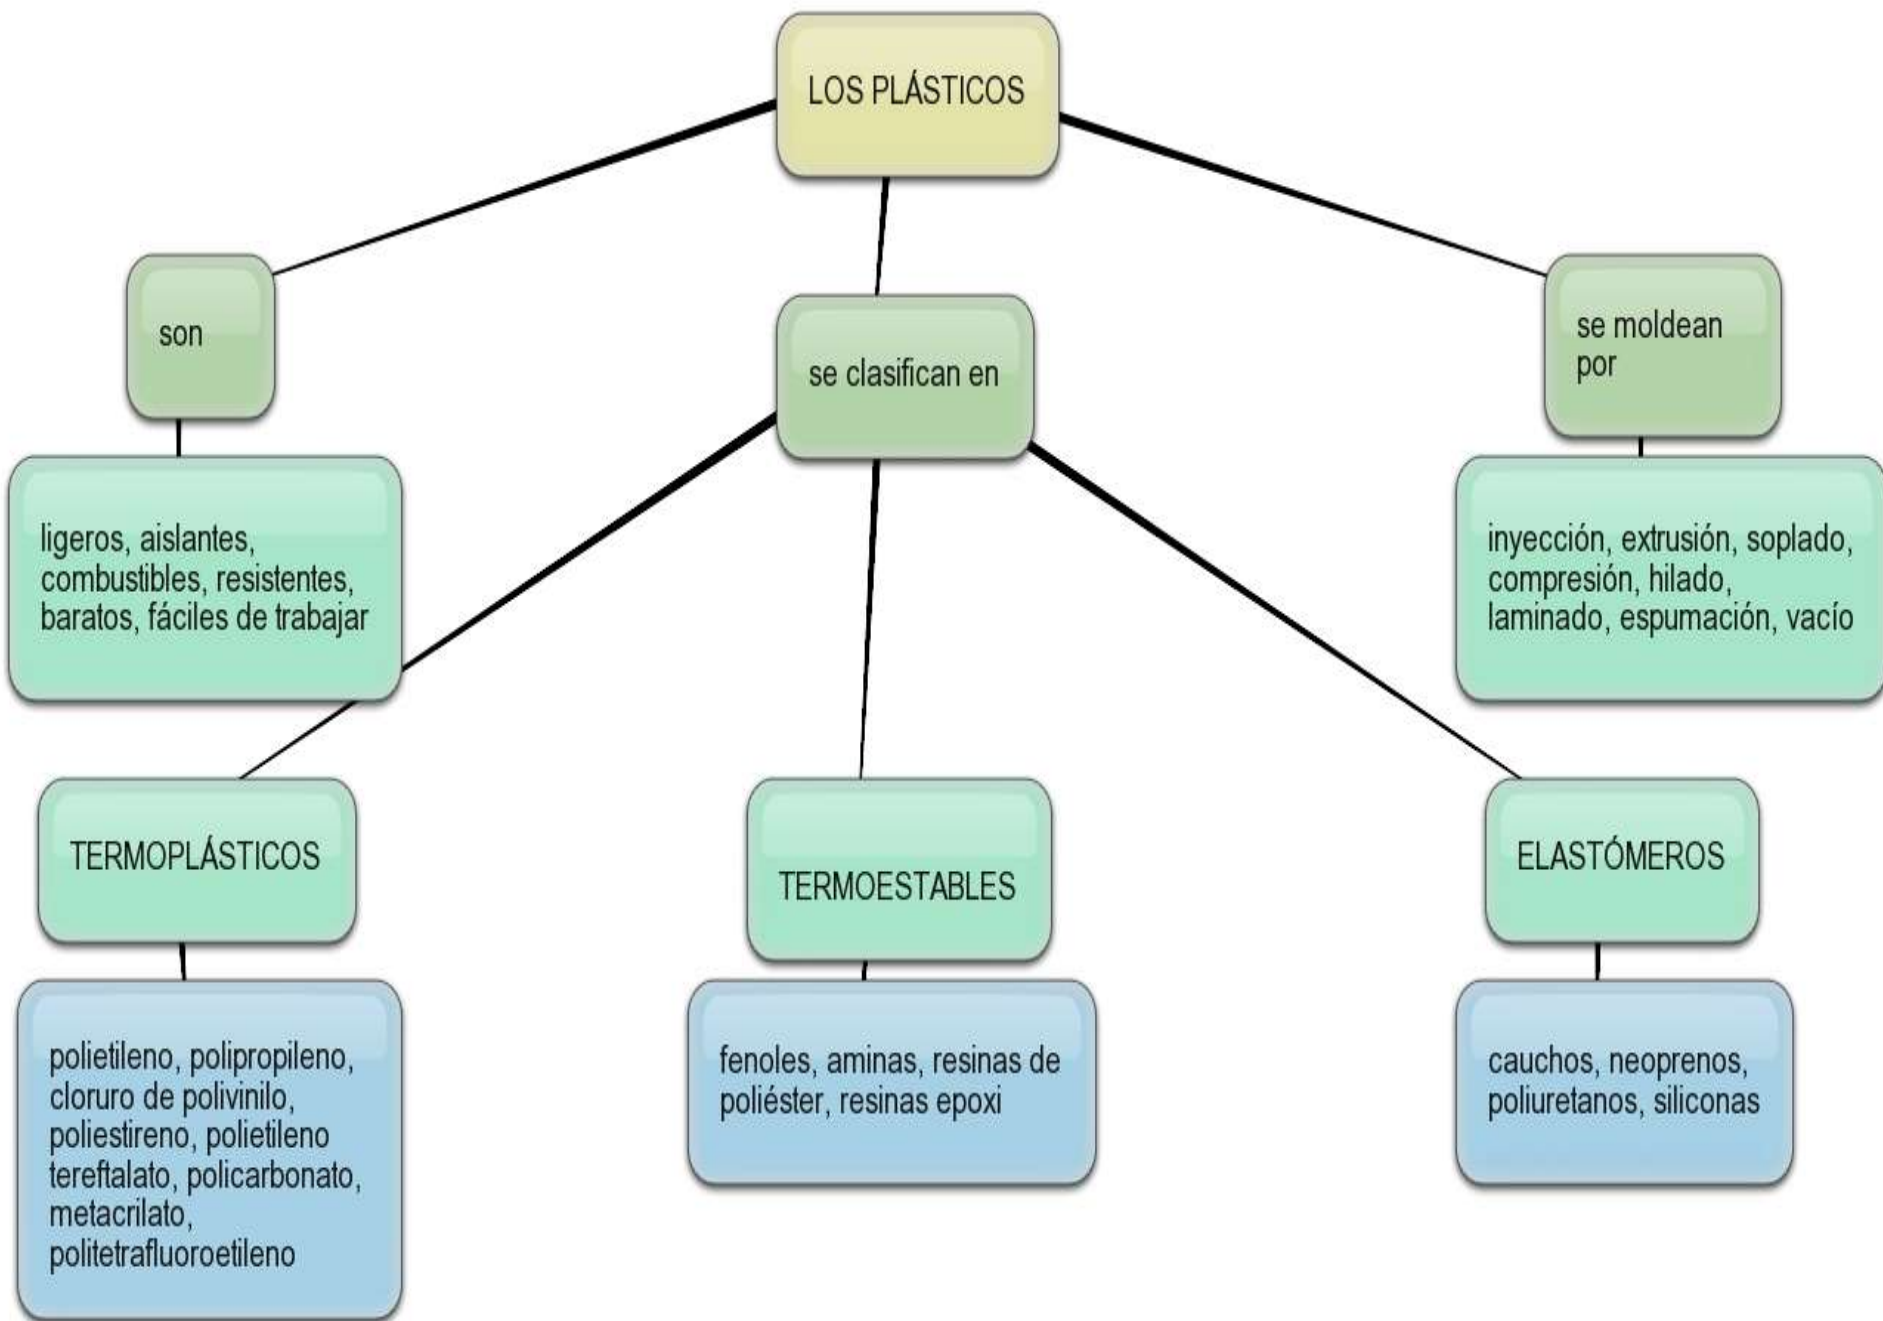 LOS PLÁSTICOS
son
se clasifican en
se moldean
por
ligeros, aislantes,
combustibles, resistentes,
baratos, fáciles de trabajar
inyección, extrusión, soplado,
compresión, hilado,
laminado, espumación, vacío
TERMOPLÁSTICOS
TERMOESTABLES
ELASTÓMEROS
polietileno, polipropileno,
cloruro de polivinilo,
poliestireno, polietileno
tereftalato, policarbonato,
metacrilato,
politetrafluoroetileno
fenoles, aminas, resinas de
poliéster, resinas epoxi
cauchos, neoprenos,
poliuretanos, siliconas